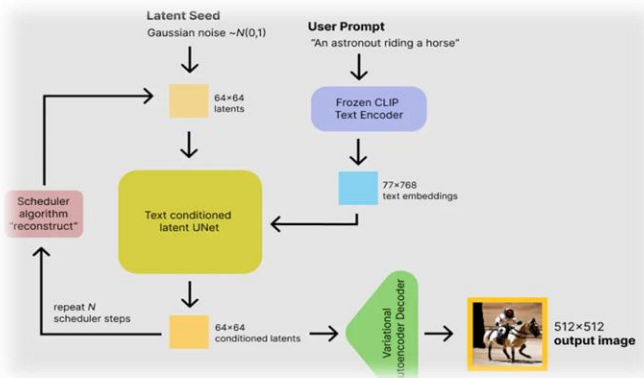 Latent Seed
Gaussian noise ~N(0,1)
User Prompt
"An astronout riding a horse"
64×64
latents
Frozen CLIP
Text Encoder
77×768
text embeddings
Scheduler
algorithm
"reconstruct"
Text conditioned
latent UNet
repeat N
scheduler steps
64×64
conditioned latents
Variational
utoencoder Decoder
512×512
output image